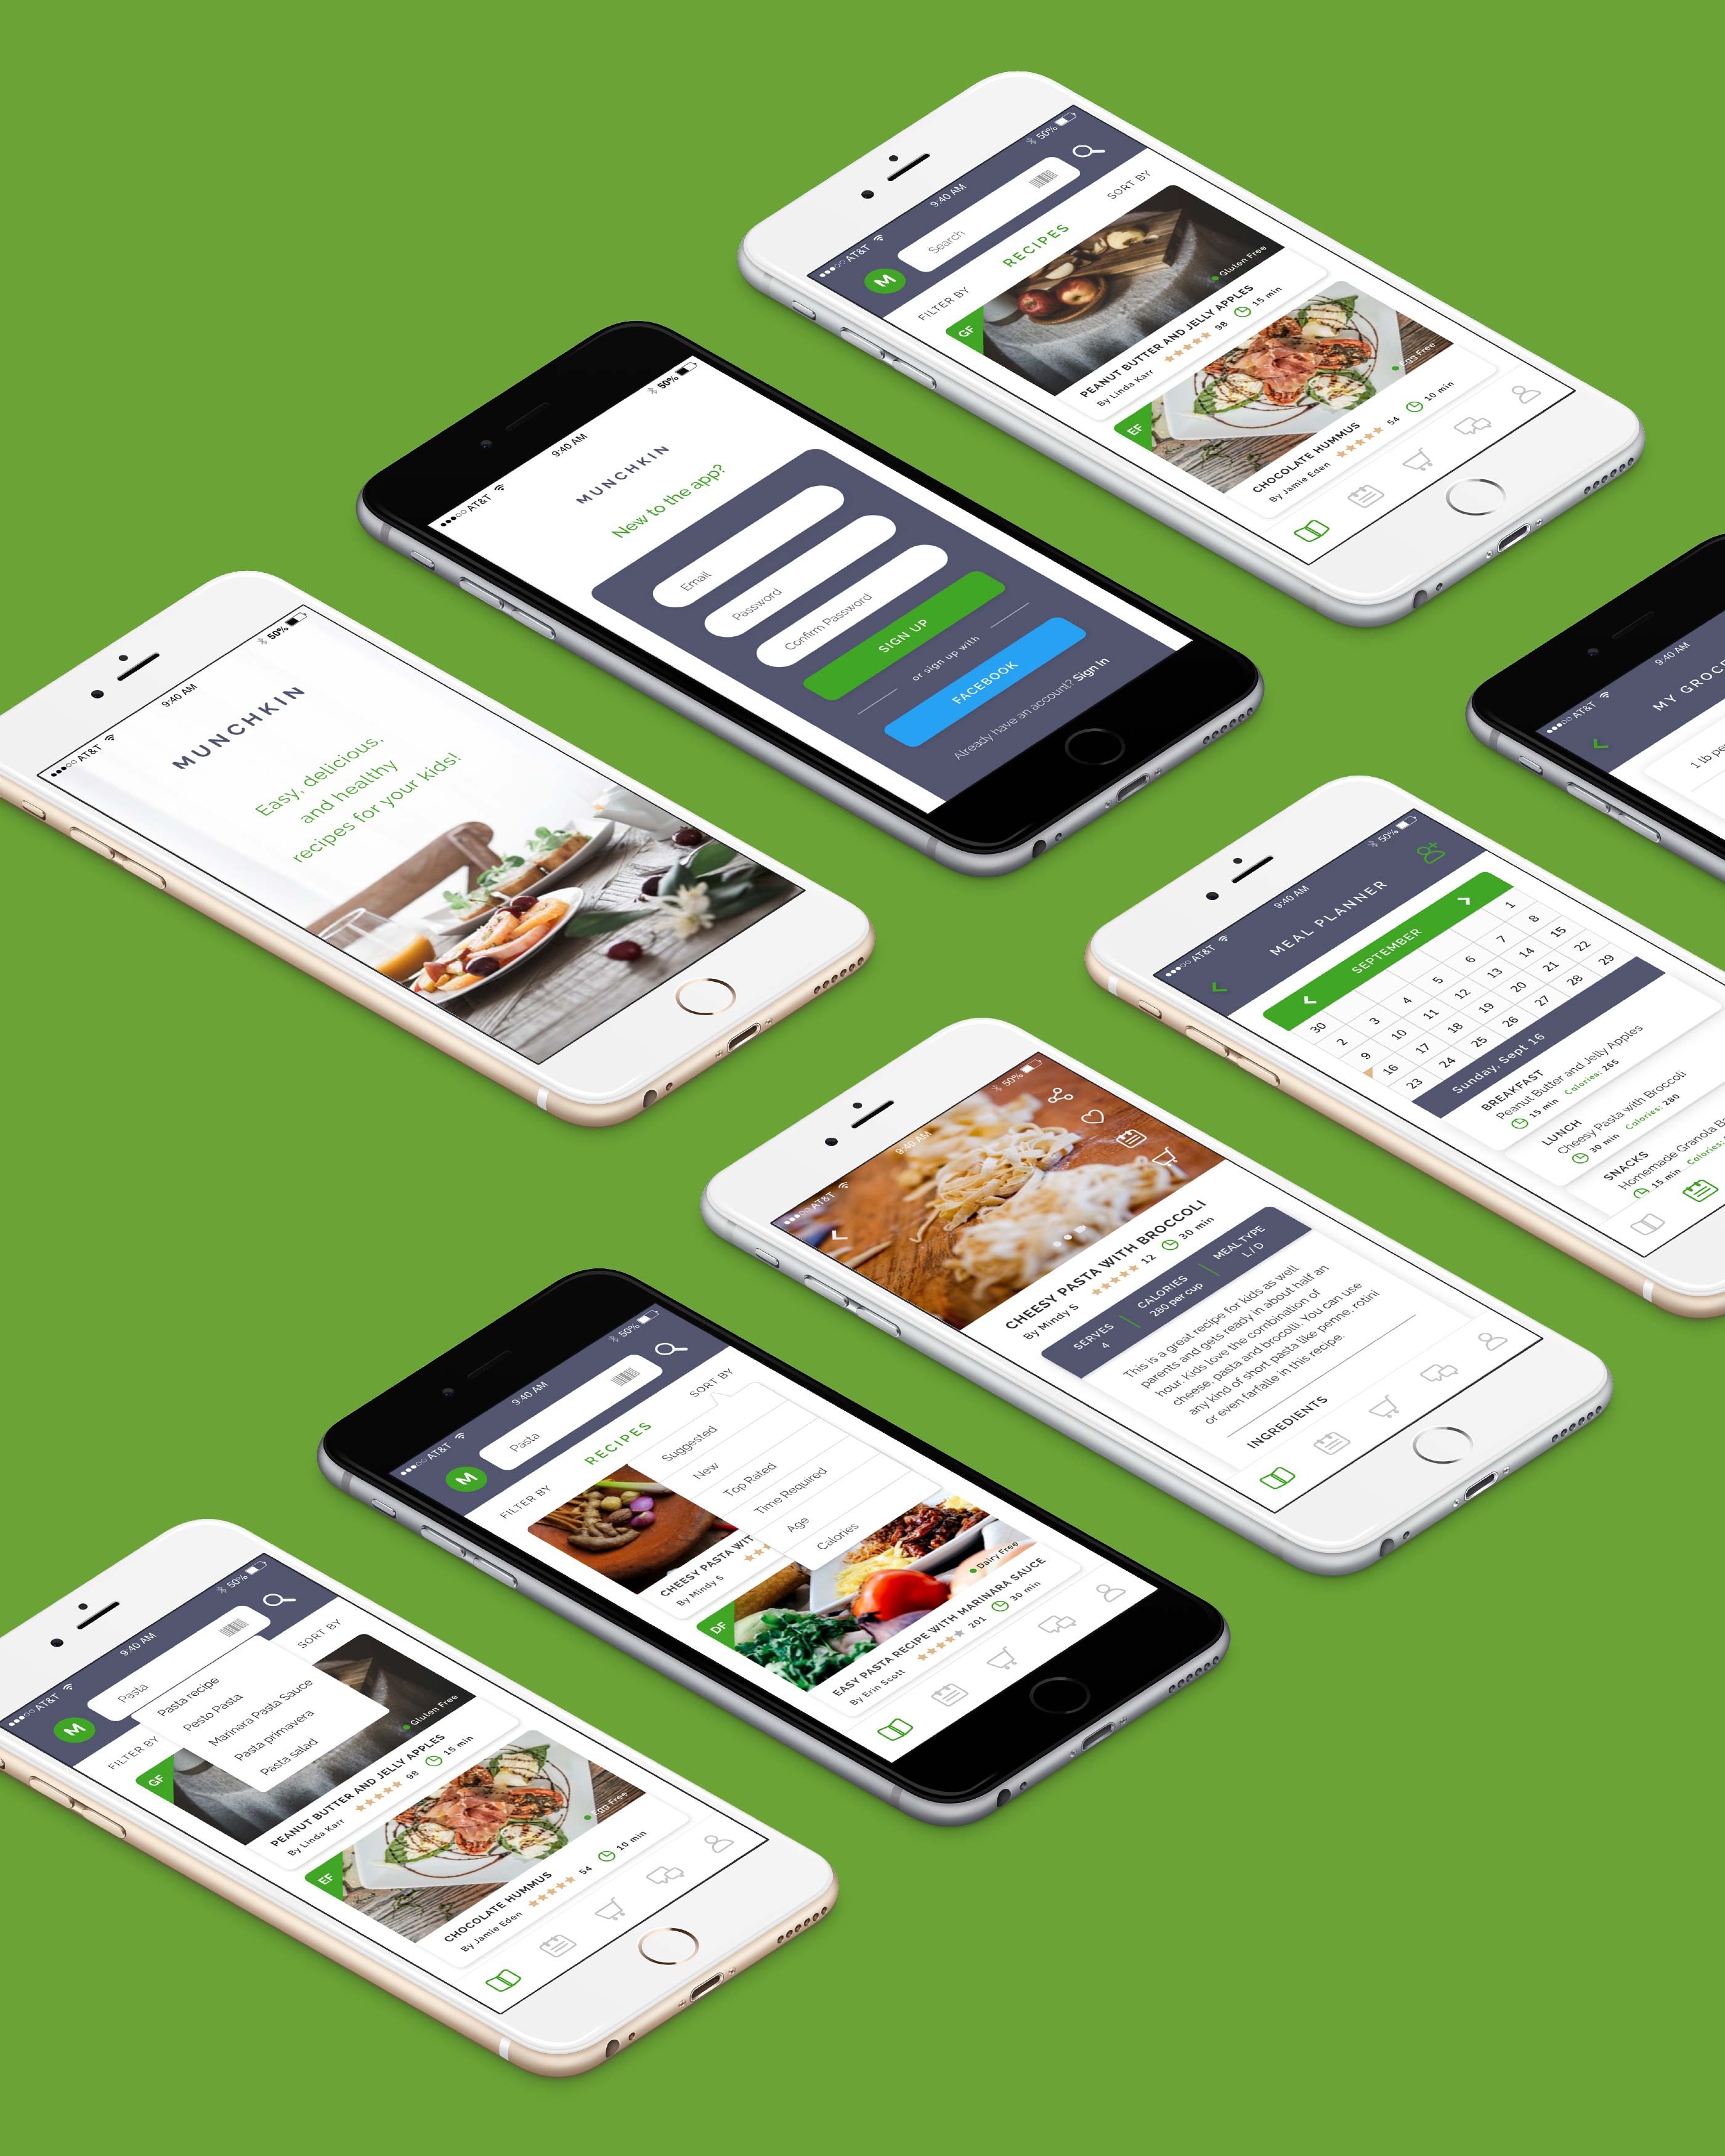 AT&T
9:40 AM
50%
M
Search
FILTER BY
RECIPES
SORT BY
GF
Gluten Free
PEANUT BUTTER AND JELLY APPLES
By Linda Karr
98
15 min
EF
Egg Free
CHOCOLATE HUMMUS
By Jamie Eden
54
10 min
AT&T
9:40 AM
50%
MUNCHKIN
New to the app?
Email
Password
Confirm Password
SIGN UP
or sign up with
FACEBOOK
Already have an account? Sign In
AT&T
9:40 AM
50%
MUNCHKIN
Easy, delicious,
and healthy
recipes for your kids!
AT&T
9:40 AM
MY
1 lb
AT&T
9:40 AM
50%
MEAL PLANNER
SEPTEMBER
30 1
2 3 4 5 6 7 8
9 10 11 12 13 14 15
16 17 18 19 20 21 22
23 24 25 26 27 28 29
Sunday, Sept 16
BREAKFAST
Peanut Butter and Jelly Apples
15 min Calories: 265
LUNCH
Cheesy Pasta with Broccoli
30 min Calories: 280
SNACKS
Homemade Granola
15 min Calories:
AT&T
9:40 AM
50%
CHEESY PASTA WITH BROCCOLI
By Mindy S
12
30 min
SERVES
4
CALORIES
280 per cup
MEAL TYPE
L / D
This is a great recipe for kids as well
parents and gets ready in about half an
hour. Kids love the combination of
cheese, pasta and brocolli. You can use
any kind of short pasta like penne, rotini
or even farfalle in this recipe.
INGREDIENTS
AT&T
9:40 AM
50%
M
Pasta
FILTER BY
RECIPES
SORT BY
Suggested
New
Top Rated
Time Required
Age
Calories
CHEESY PASTA WIT
By Mindy S
DF
Dairy Free
EASY PASTA RECIPE WITH MARINARA SAUCE
By Erin Scott
201
30 min
AT&T
9:40 AM
50%
M
Pasta
FILTER BY
SORT BY
Pasta recipe
Pesto Pasta
Marinara Pasta Sauce
Pasta primavera
Pasta salad
GF
Gluten Free
PEANUT BUTTER AND JELLY APPLES
By Linda Karr
98
15 min
EF
Egg Free
CHOCOLATE HUMMUS
By Jamie Eden
54
10 min